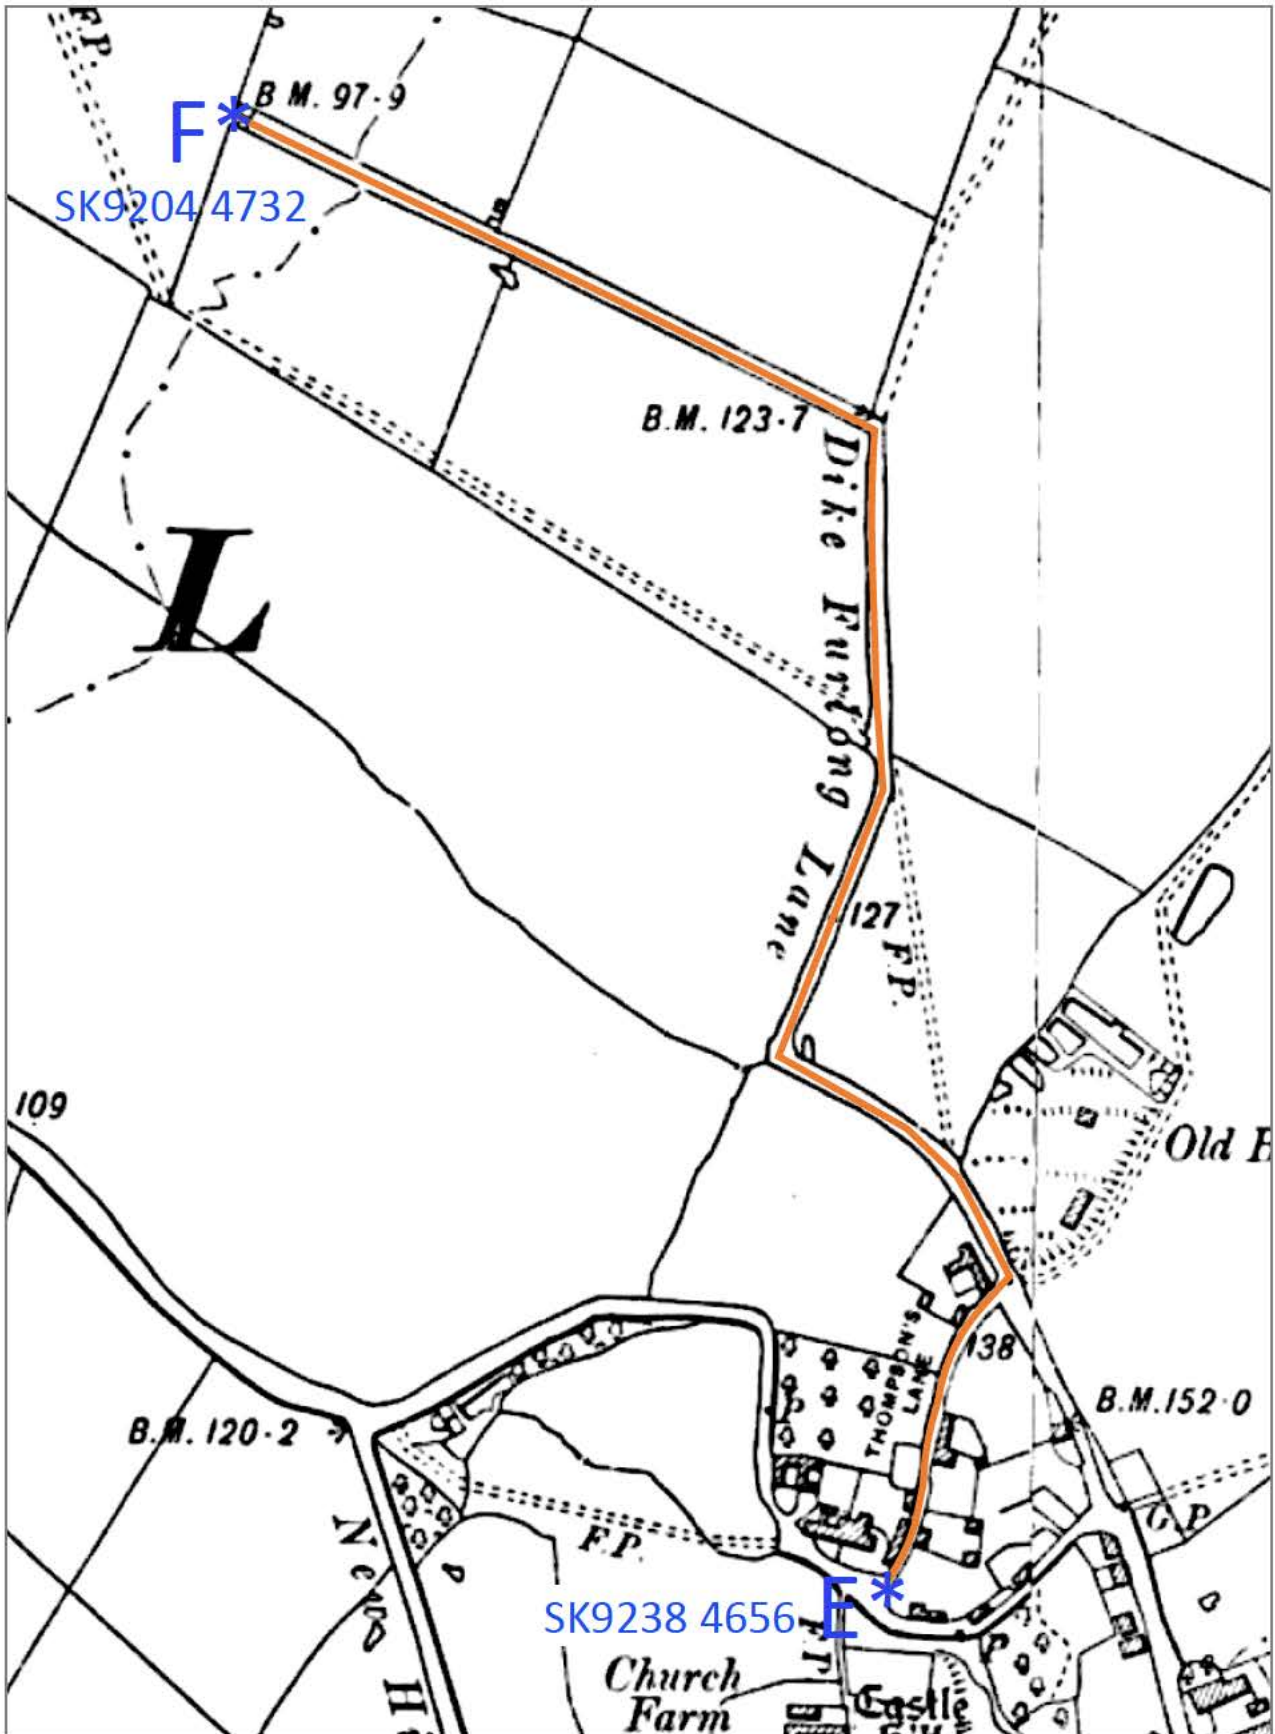 F.P.
B M. 97·9
F *
SK9204 4732
B.M. 123·7
Dike Furlong Lane
L
127
F.P.
109
Old
138
THOMPSON'S
LANE
B.M. 152·0
B.M. 120·2
G.P
F.P.
P
SK9238 4656 E *
Church
Farm
Castle